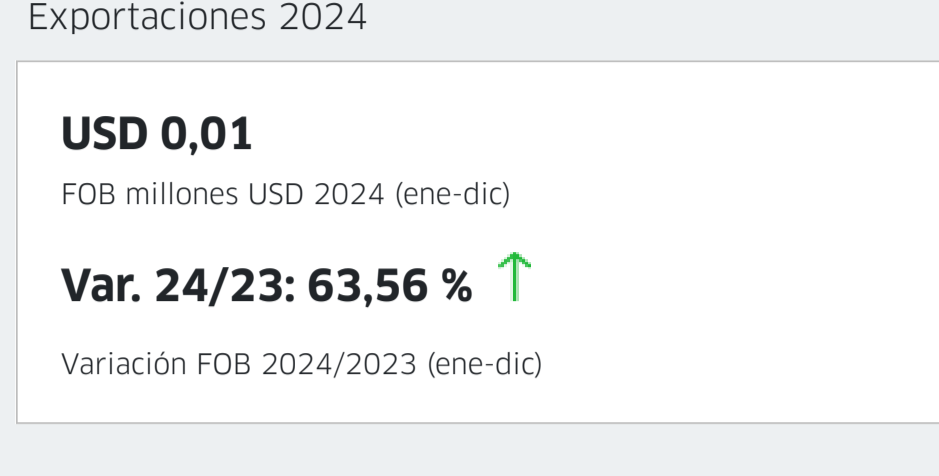 Exportaciones 2024
USD 0,01
FOB millones USD 2024 (ene-dic)
Var. 24/23: 63,56 %
Variación FOB 2024/2023 (ene-dic)